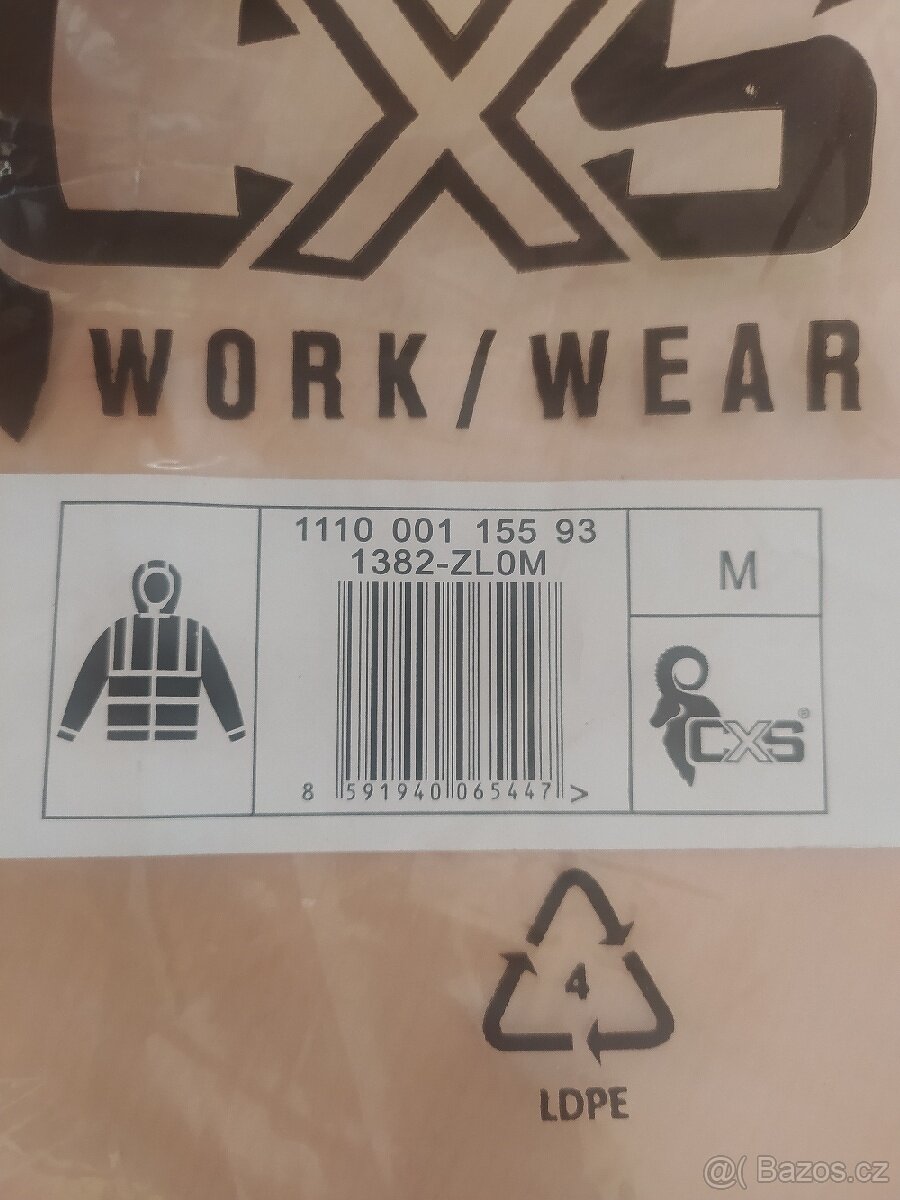 CXS
WORK/WEAR
1110 001 155 93
1382-ZL0M
M
CXS®
8 591940 065447 >
4
LDPE
@( Bazos.cz